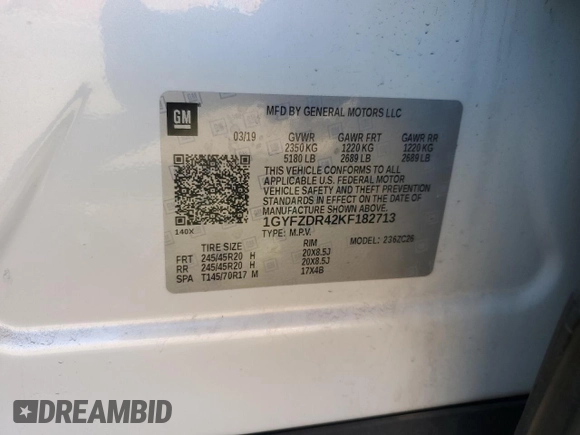 GM
MFD BY GENERAL MOTORS LLC
03/19 GVWR GAWR FRT GAWR RR
2350 KG 1220 KG 1220 KG
5180 LB 2689 LB 2689 LB
THIS VEHICLE CONFORMS TO ALL
APPLICABLE U.S. FEDERAL MOTOR
VEHICLE SAFETY AND THEFT PREVENTION
STANDARDS IN EFFECT ON THE DATE OF
MANUFACTURE SHOWN ABOVE.
1GYFZDR42KF182713
140X
TYPE: M.P.V. MODEL: 236ZC26
TIRE SIZE RIM
FRT 245/45R20 H 20X8.5J
RR 245/45R20 H 20X8.5J
SPA T145/70R17 M 17X4B
DREAMBID